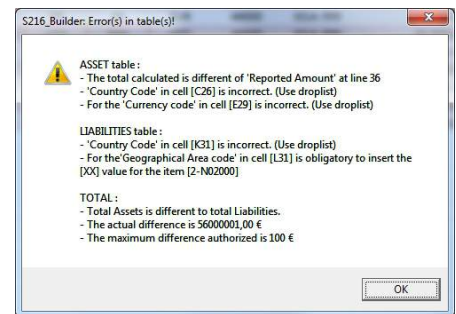 S216_Builder: Error(s) in table(s)!
ASSET table :
- The total calculated is different of 'Reported Amount' at line 36
- 'Country Code' in cell [C26] is incorrect. (Use droplist)
- For the 'Currency code' in cell [E29] is incorrect. (Use droplist)
LIABILITIES table :
- 'Country Code' in cell [K31] is incorrect. (Use droplist)
- For the'Geographical Area code' in cell [L31] is obligatory to insert the
[XX] value for the item [2-N02000]
TOTAL :
- Total Assets is different to total Liabilities.
- The actual difference is 56000001,00 €
- The maximum difference authorized is 100 €
OK